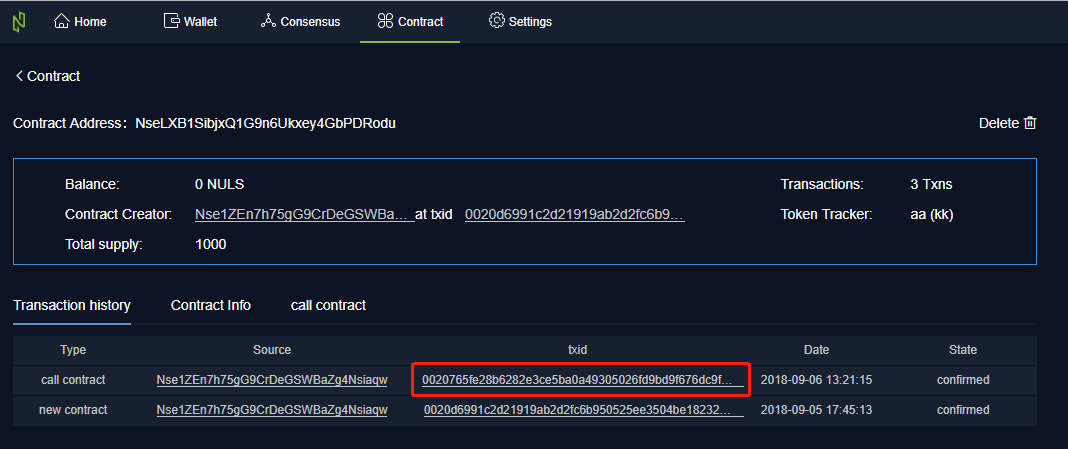 Home Wallet Consensus Contract Settings
Contract
Contract Address: NseLXB1SibjxQ1G9n6Ukxey4GbPDRodu Delete
Balance: 0 NULS Transactions: 3 Txns
Contract Creator: Nse1ZEn7h75gG9CrDeGSWBa... at txid 0020d6991c2d21919ab2d2fc6b9... Token Tracker: aa (kk)
Total supply: 1000
Transaction history Contract Info call contract
Type Source txid Date State
call contract Nse1ZEn7h75gG9CrDeGSWBaZg4Nsiaqw 0020765fe28b6282e3ce5ba0a49305026fd9bd9f676dc9f... 2018-09-06 13:21:15 confirmed
new contract Nse1ZEn7h75gG9CrDeGSWBaZg4Nsiaqw 0020d6991c2d21919ab2d2fc6b950525ee3504be18232... 2018-09-05 17:45:13 confirmed